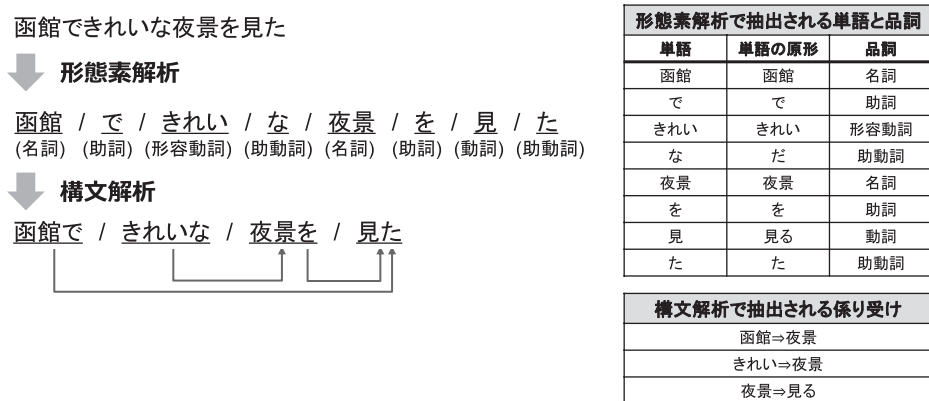 函館できれいな夜景を見た
形態素解析
函館 / で / きれい / な / 夜景 / を / 見 / た
(名詞) (助詞) (形容動詞) (助動詞) (名詞) (助詞) (動詞) (助動詞)
構文解析
函館で / きれいな / 夜景を / 見た
形態素解析で抽出される単語と品詞
単語 単語の原形 品詞
函館 函館 名詞
で で 助詞
きれい きれい 形容動詞
な だ 助動詞
夜景 夜景 名詞
を を 助詞
見 見る 動詞
た た 助動詞
構文解析で抽出される係り受け
函館⇒夜景
きれい⇒夜景
夜景⇒見る